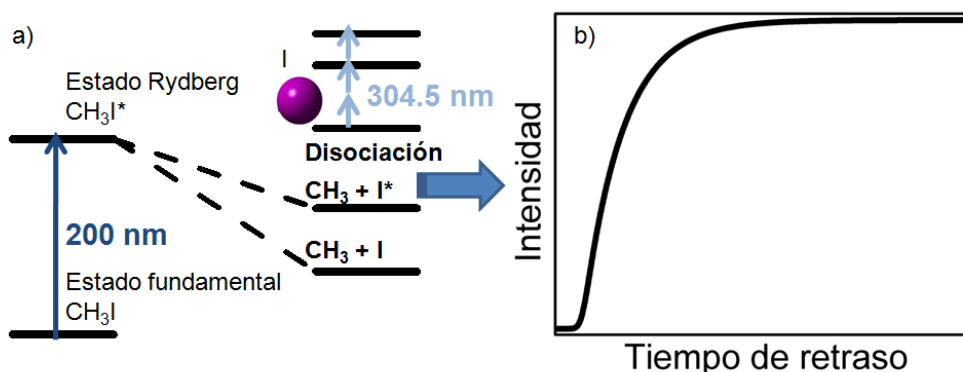 a)
Estado Rydberg
CH₃I*
200 nm
Estado fundamental
CH₃I
I
304.5 nm
Disociación
CH₃ + I*
CH₃ + I
b)
Intensidad
Tiempo de retraso